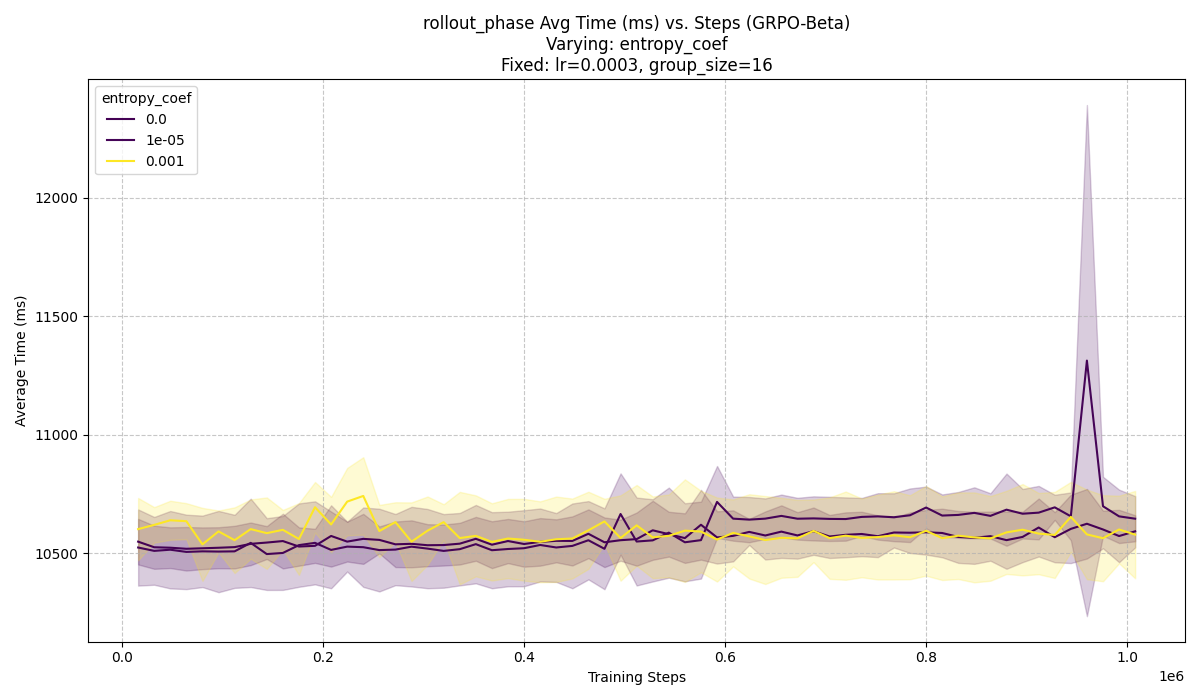 rollout_phase Avg Time (ms) vs. Steps (GRPO-Beta)
Varying: entropy_coef
Fixed: lr=0.0003, group_size=16
entropy_coef
0.0
1e-05
0.001
Average Time (ms)
12000
11500
11000
10500
0.0
0.2
0.4
0.6
0.8
1.0
1e6
Training Steps